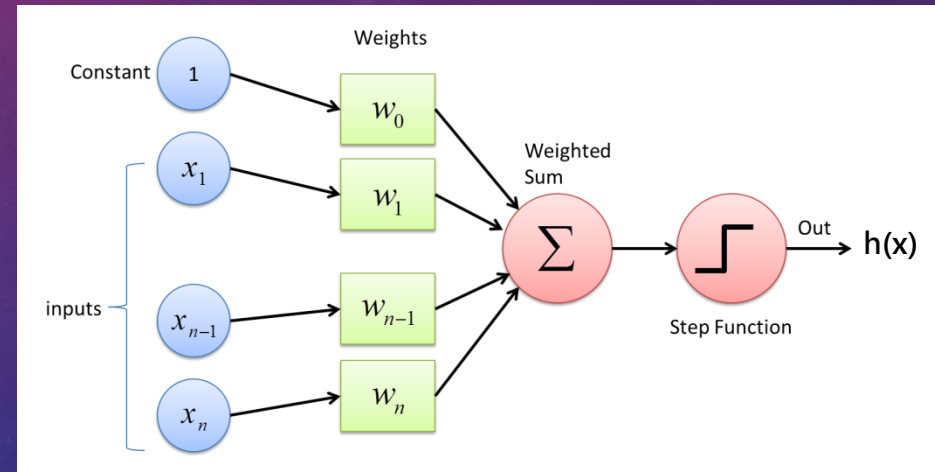 Weights
Constant
1
w₀
x₁
w₁
Weighted
Sum
Σ
Out
h(x)
inputs
xₙ₋₁
wₙ₋₁
Step Function
xₙ
wₙ